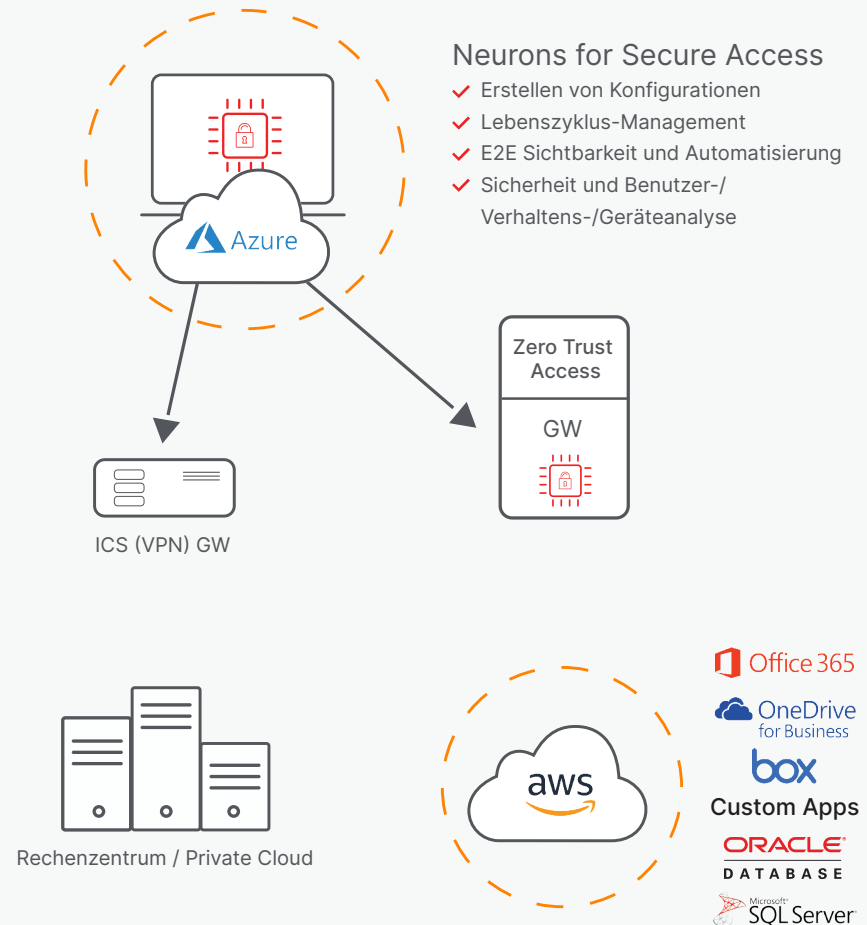 Neurons for Secure Access
Erstellen von Konfigurationen
Lebenszyklus-Management
E2E Sichtbarkeit und Automatisierung
Sicherheit und Benutzer-/
Verhaltens-/Geräteanalyse
Azure
Zero Trust
Access
GW
ICS (VPN) GW
Office 365
OneDrive
for Business
box
Custom Apps
ORACLE®
DATABASE
Microsoft®
SQL Server®
aws
Rechenzentrum / Private Cloud